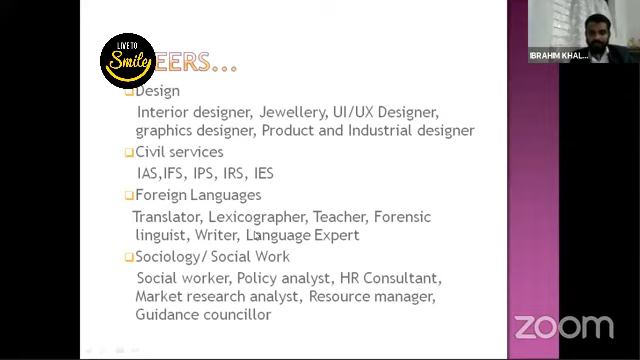 LIVE TO
Smile
EERS...
Design
Interior designer, Jewellery, UI/UX Designer,
graphics designer, Product and Industrial designer
Civil services
IAS,IFS, IPS, IRS, IES
Foreign Languages
Translator, Lexicographer, Teacher, Forensic
linguist, Writer, Language Expert
Sociology/ Social Work
Social worker, Policy analyst, HR Consultant,
Market research analyst, Resource manager,
Guidance councillor
IBRAHIM KHAL...
zoom